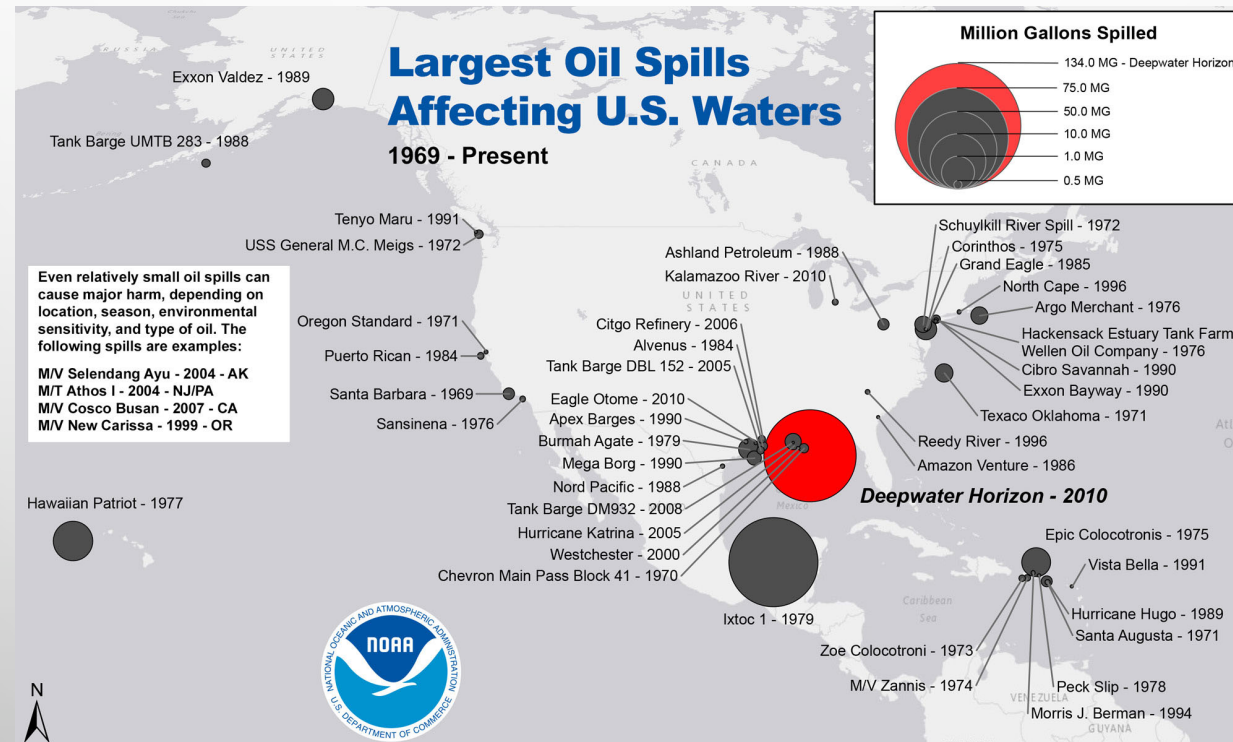 Largest Oil Spills
Affecting U.S. Waters
1969 - Present
Million Gallons Spilled
134.0 MG - Deepwater Horizon
75.0 MG
50.0 MG
10.0 MG
1.0 MG
0.5 MG
RUSSIA
UNITED
STATES
CANADA
Exxon Valdez - 1989
Tank Barge UMTB 283 - 1988
Tenyo Maru - 1991
USS General M.C. Meigs - 1972
Even relatively small oil spills can
cause major harm, depending on
location, season, environmental
sensitivity, and type of oil. The
following spills are examples:
M/V Selendang Ayu - 2004 - AK
M/T Athos I - 2004 - NJ/PA
M/V Cosco Busan - 2007 - CA
M/V New Carissa - 1999 - OR
Oregon Standard - 1971
Puerto Rican - 1984
Santa Barbara - 1969
Sansinena - 1976
Hawaiian Patriot - 1977
Ashland Petroleum - 1988
Kalamazoo River - 2010
UNITED
STATES
Citgo Refinery - 2006
Alvenus - 1984
Tank Barge DBL 152 - 2005
Eagle Otome - 2010
Apex Barges - 1990
Burmah Agate - 1979
Mega Borg - 1990
Nord Pacific - 1988
Tank Barge DM932 - 2008
Hurricane Katrina - 2005
Westchester - 2000
Chevron Main Pass Block 41 - 1970
Schuylkill River Spill - 1972
Corinthos - 1975
Grand Eagle - 1985
North Cape - 1996
Argo Merchant - 1976
Hackensack Estuary Tank Farm
Wellen Oil Company - 1976
Cibro Savannah - 1990
Exxon Bayway - 1990
Texaco Oklahoma - 1971
Reedy River - 1996
Amazon Venture - 1986
Deepwater Horizon - 2010
Mexico
Ixtoc 1 - 1979
Epic Colocotronis - 1975
Vista Bella - 1991
Hurricane Hugo - 1989
Santa Augusta - 1971
Caribbean
Sea
Zoe Colocotroni - 1973
M/V Zannis - 1974
Peck Slip - 1978
Morris J. Berman - 1994
VENEZUELA
GUYANA
NATIONAL OCEANIC AND ATMOSPHERIC ADMINISTRATION
NOAA
U.S. DEPARTMENT OF COMMERCE
N